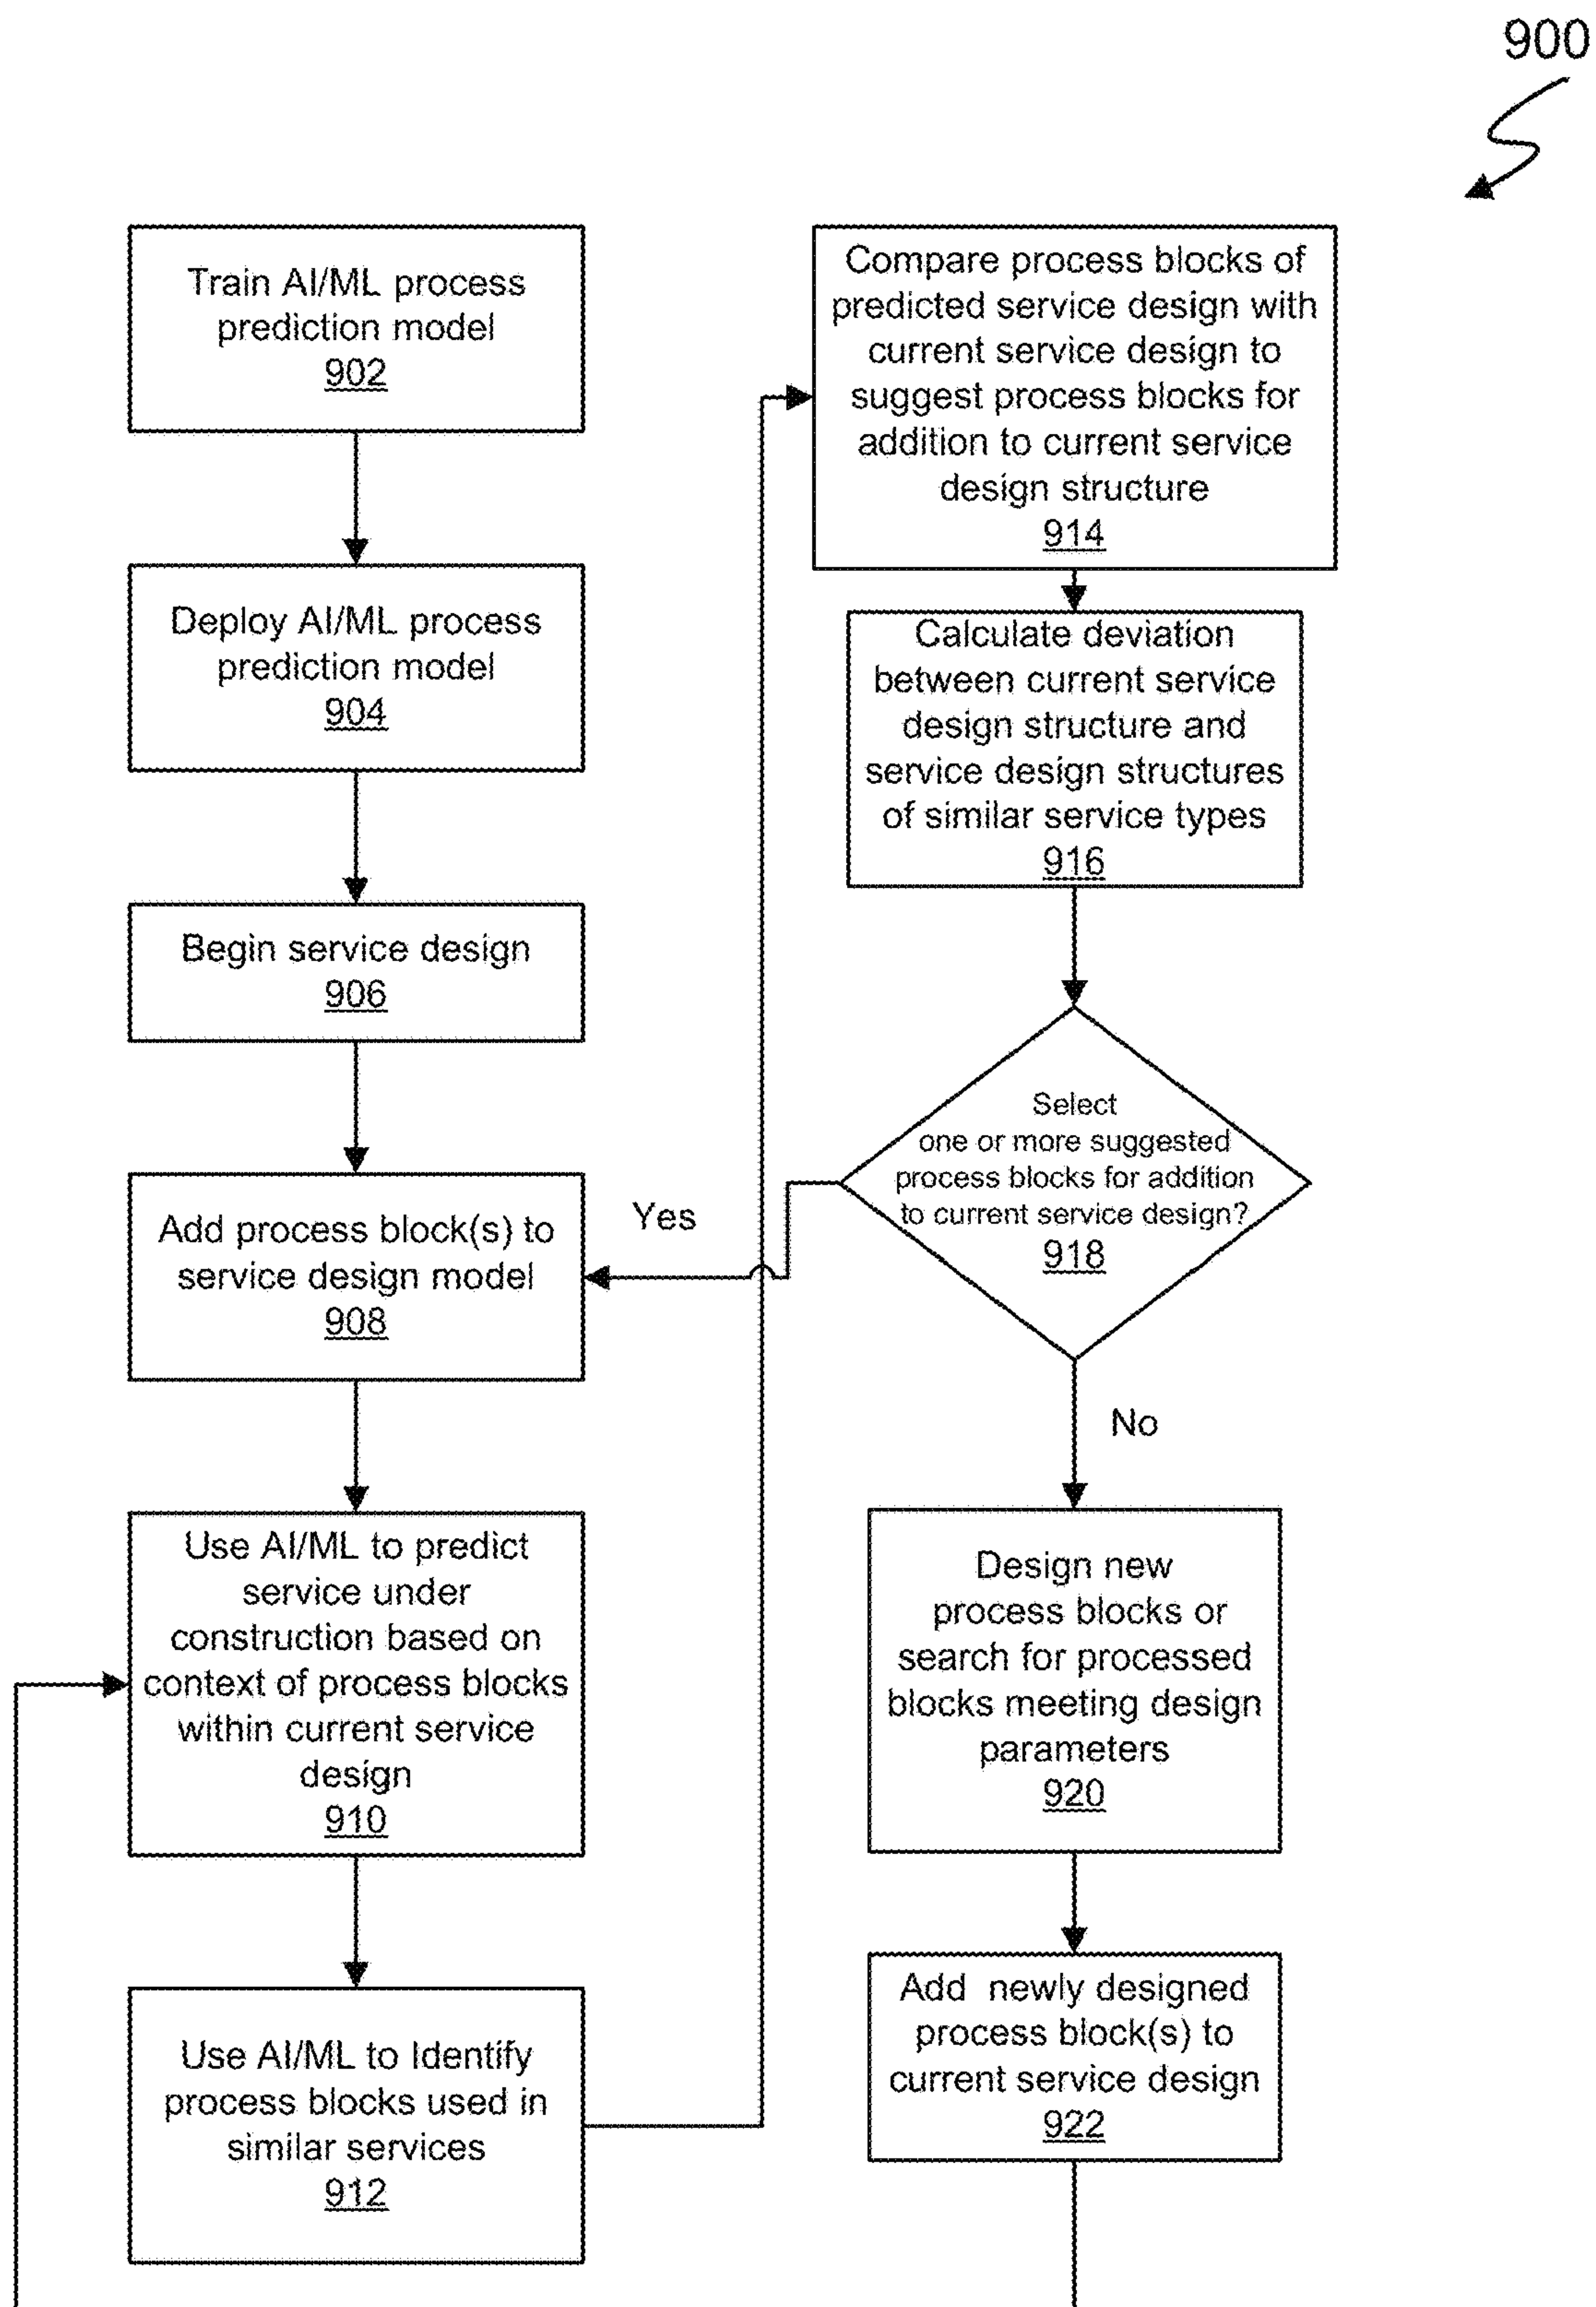 900
Train AI/ML process
prediction model
902
Deploy AI/ML process
prediction model
904
Begin service design
906
Add process block(s) to
service design model
908
Use AI/ML to predict
service under
construction based on
context of process blocks
within current service
design
910
Use AI/ML to Identify
process blocks used in
similar services
912
Compare process blocks of
predicted service design with
current service design to
suggest process blocks for
addition to current service
design structure
914
Calculate deviation
between current service
design structure and
service design structures
of similar service types
916
Select
one or more suggested
process blocks for addition
to current service design?
918
Yes
No
Design new
process blocks or
search for processed
blocks meeting design
parameters
920
Add newly designed
process block(s) to
current service design
922